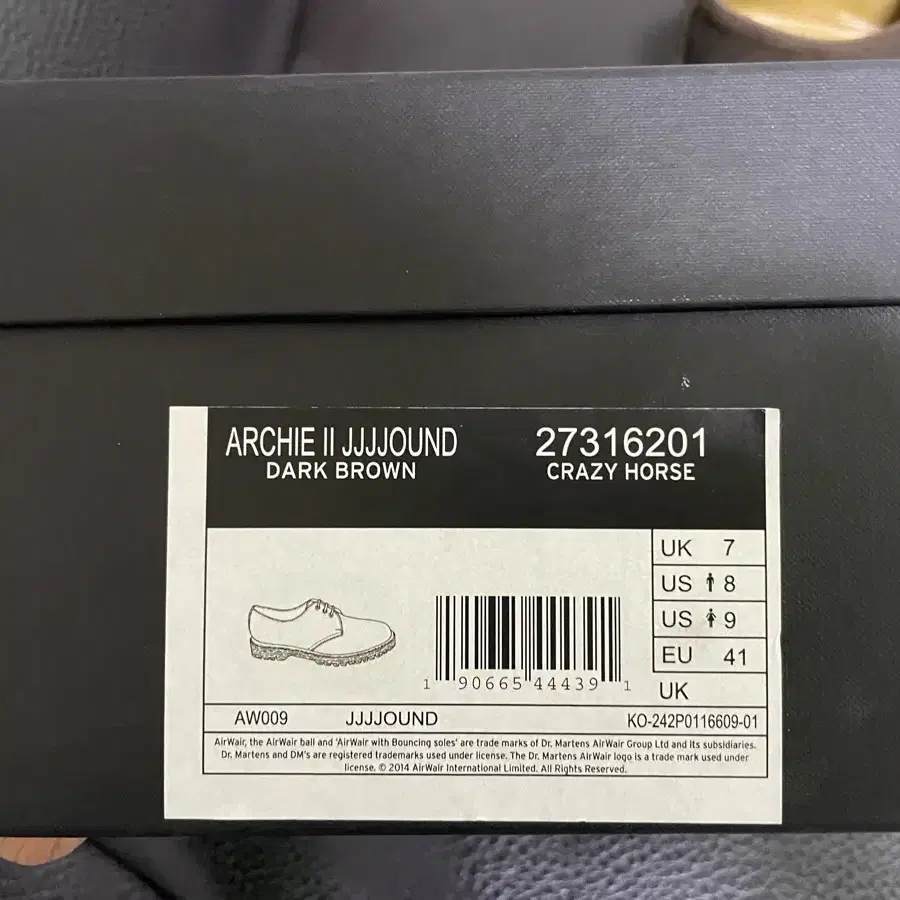 ARCHIE II JJJJOUND 27316201
DARK BROWN CRAZY HORSE
UK 7
US 8
US 9
EU 41
UK
1 90665 44439 1
AW009 JJJJOUND KO-242P0116609-01
AirWair, the AirWair ball and 'AirWair with Bouncing soles' are trade marks of Dr. Martens AirWair Group Ltd and its subsidiaries.
Dr. Martens and DM's are registered trademarks used under license. The Dr. Martens AirWair logo is a trade mark used under
license. © 2014 AirWair International Limited. All Rights Reserved.